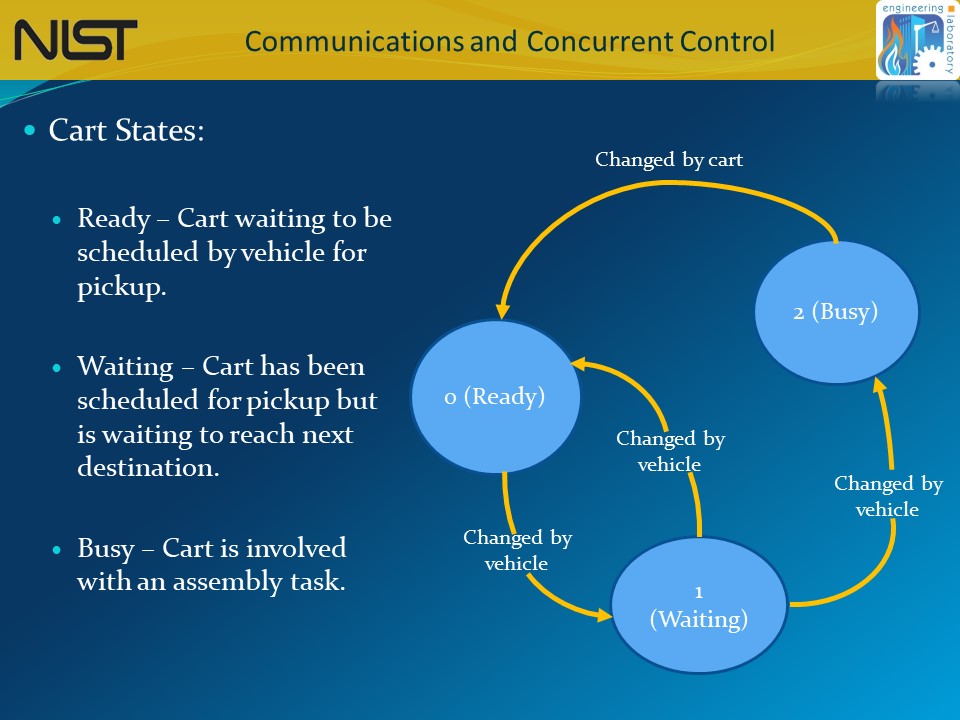 NIST
Communications and Concurrent Control
engineering
laboratory
Cart States:
Ready – Cart waiting to be
scheduled by vehicle for
pickup.
Waiting – Cart has been
scheduled for pickup but
is waiting to reach next
destination.
Busy – Cart is involved
with an assembly task.
Changed by cart
2 (Busy)
0 (Ready)
Changed by
vehicle
Changed by
vehicle
Changed by
vehicle
1
(Waiting)